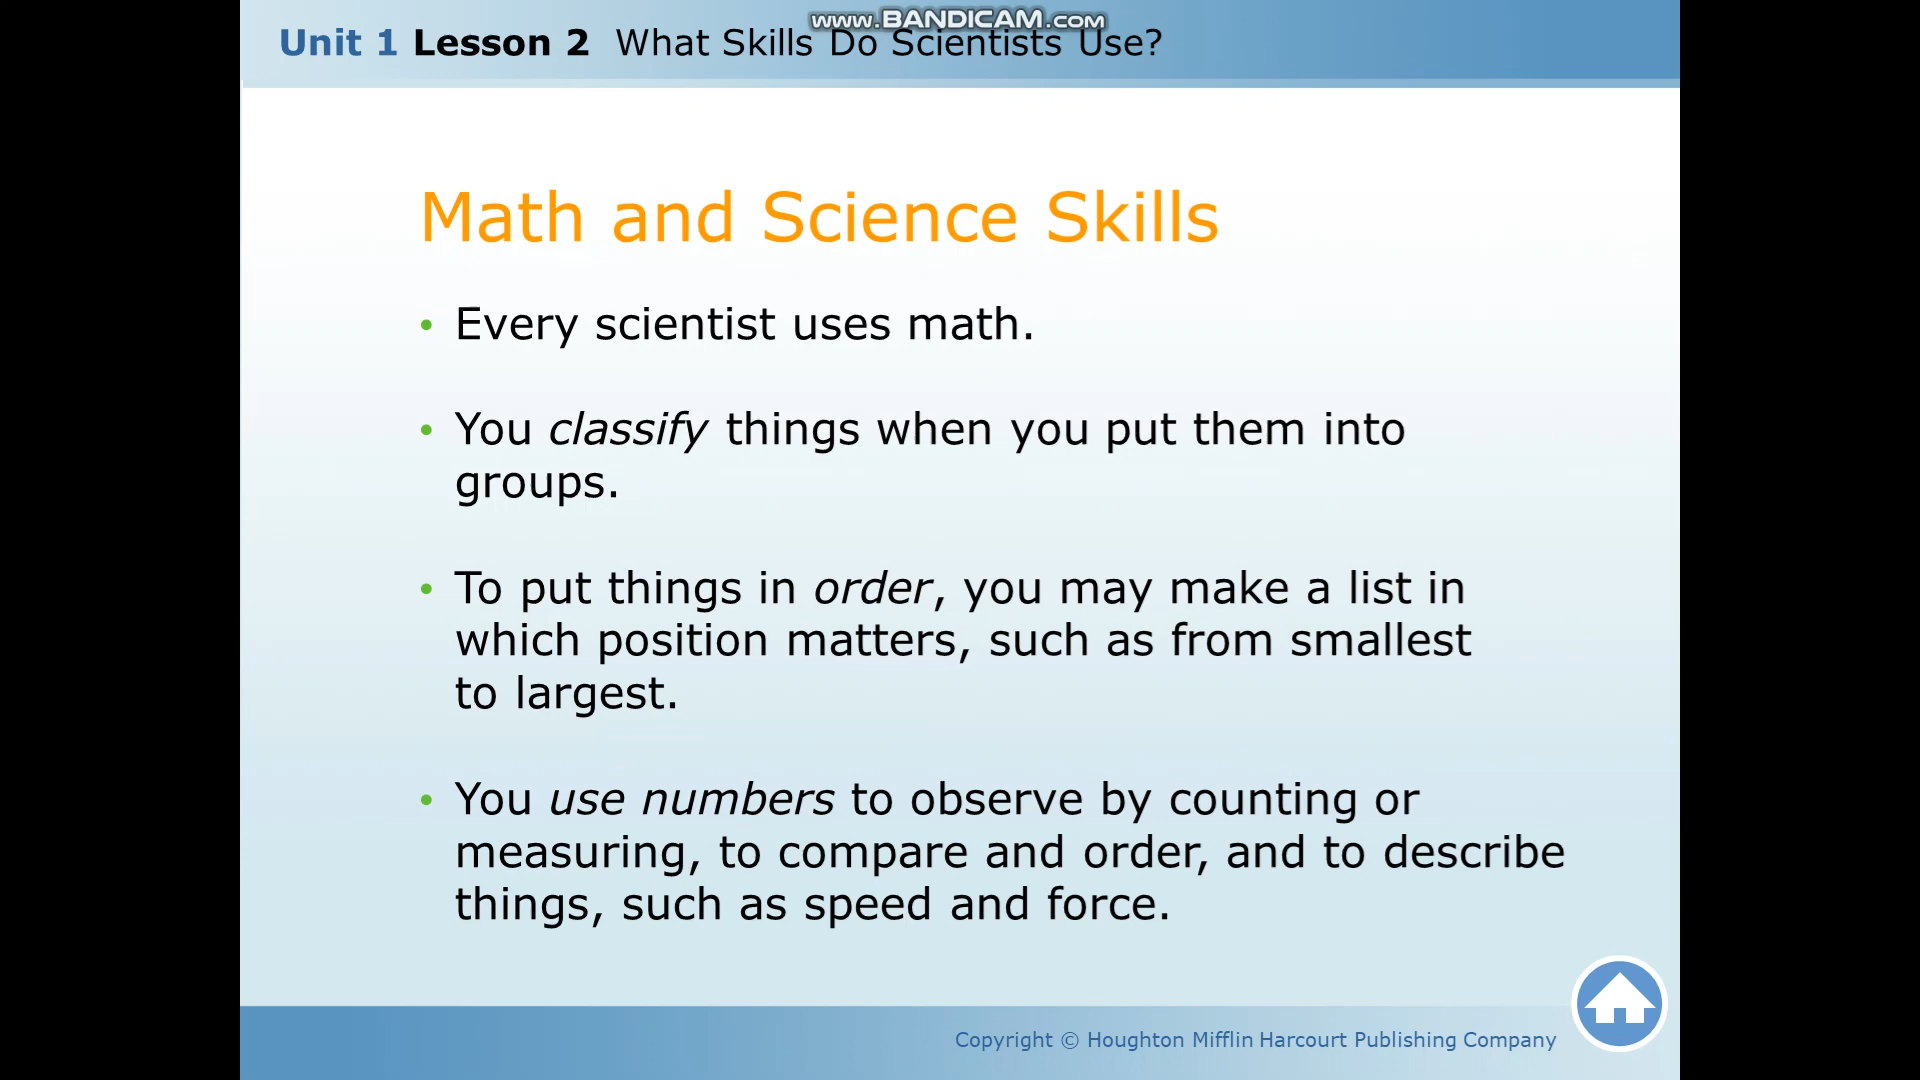 www.BANDICAM.com
Unit 1 Lesson 2 What Skills Do Scientists Use?
Math and Science Skills
• Every scientist uses math.
• You classify things when you put them into
groups.
• To put things in order, you may make a list in
which position matters, such as from smallest
to largest.
• You use numbers to observe by counting or
measuring, to compare and order, and to describe
things, such as speed and force.
Copyright © Houghton Mifflin Harcourt Publishing Company